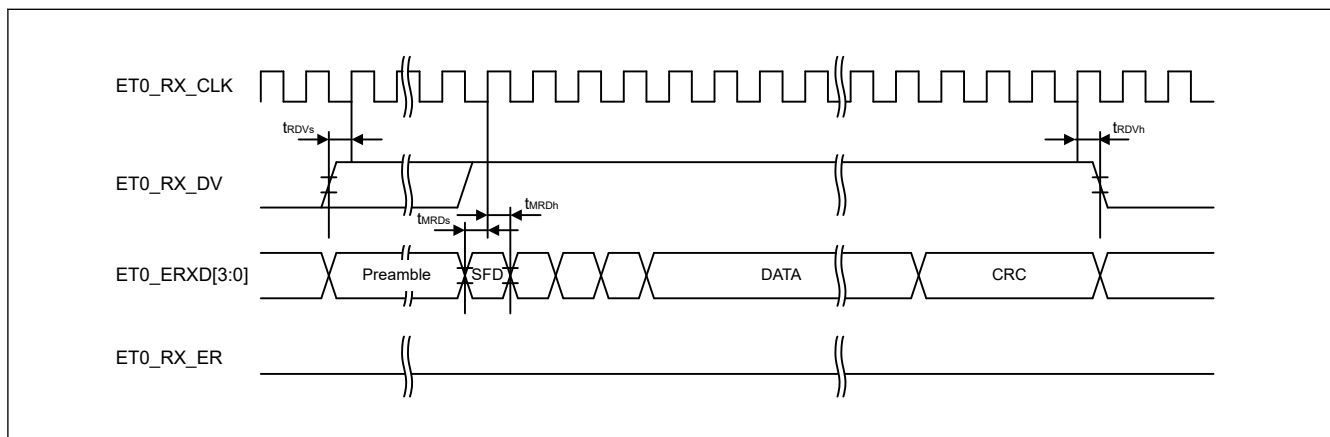 ET0_RX_CLK
tRDVs
tRDVh
ET0_RX_DV
tMRDs
tMRDh
ET0_ERXD[3:0]
Preamble
SFD
DATA
CRC
ET0_RX_ER